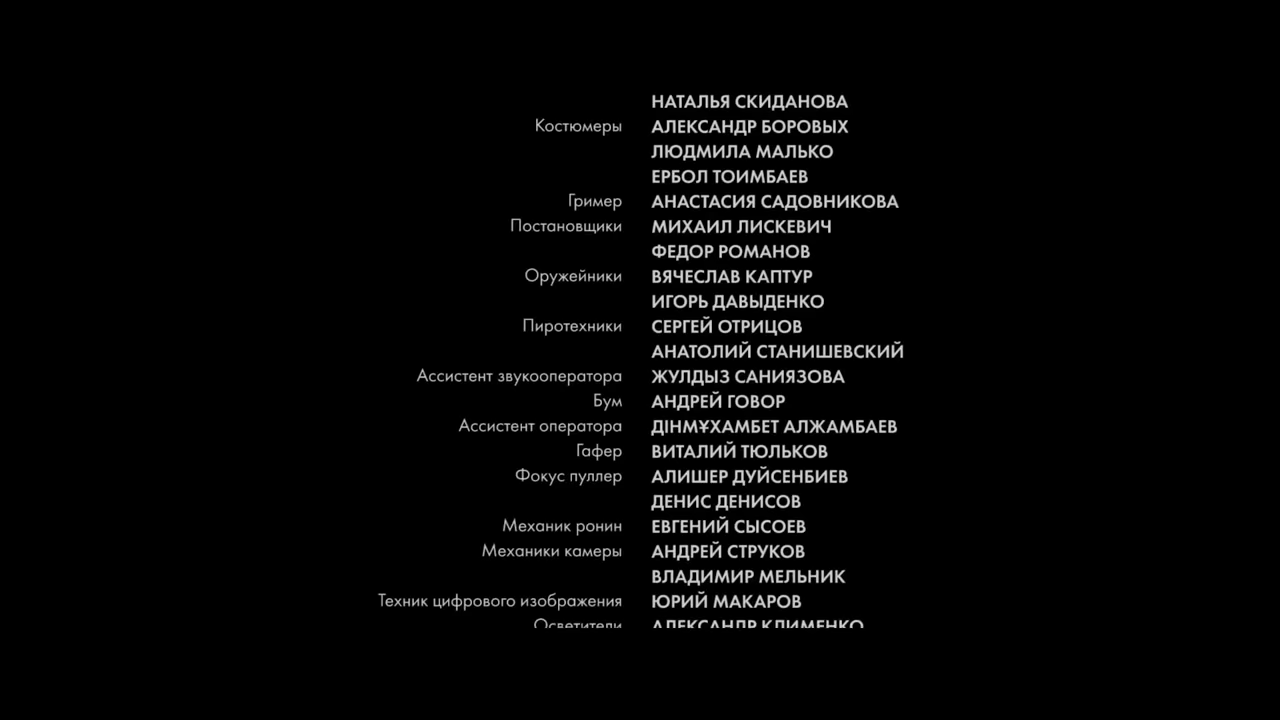 НАТАЛЬЯ СКИДАНОВА
Костюмеры АЛЕКСАНДР БОРОВЫХ
ЛЮДМИЛА МАЛЬКО
ЕРБОЛ ТОИМБАЕВ
Гример АНАСТАСИЯ САДОВНИКОВА
Постановщики МИХАИЛ ЛИСКЕВИЧ
ФЕДОР РОМАНОВ
Оружейники ВЯЧЕСЛАВ КАПТУР
ИГОРЬ ДАВЫДЕНКО
Пиротехники СЕРГЕЙ ОТРИЦОВ
АНАТОЛИЙ СТАНИШЕВСКИЙ
Ассистент звукооператора ЖУЛДЫЗ САНИЯЗОВА
Бум АНДРЕЙ ГОВОР
Ассистент оператора ДІНМҰХАМБЕТ АЛЖАМБАЕВ
Гафер ВИТАЛИЙ ТЮЛЬКОВ
Фокус пуллер АЛИШЕР ДУЙСЕНБИЕВ
ДЕНИС ДЕНИСОВ
Механик ронин ЕВГЕНИЙ СЫСОЕВ
Механики камеры АНДРЕЙ СТРУКОВ
ВЛАДИМИР МЕЛЬНИК
Техник цифрового изображения ЮРИЙ МАКАРОВ
Осветители АЛЕКСАНДР КЛИМЕНКО